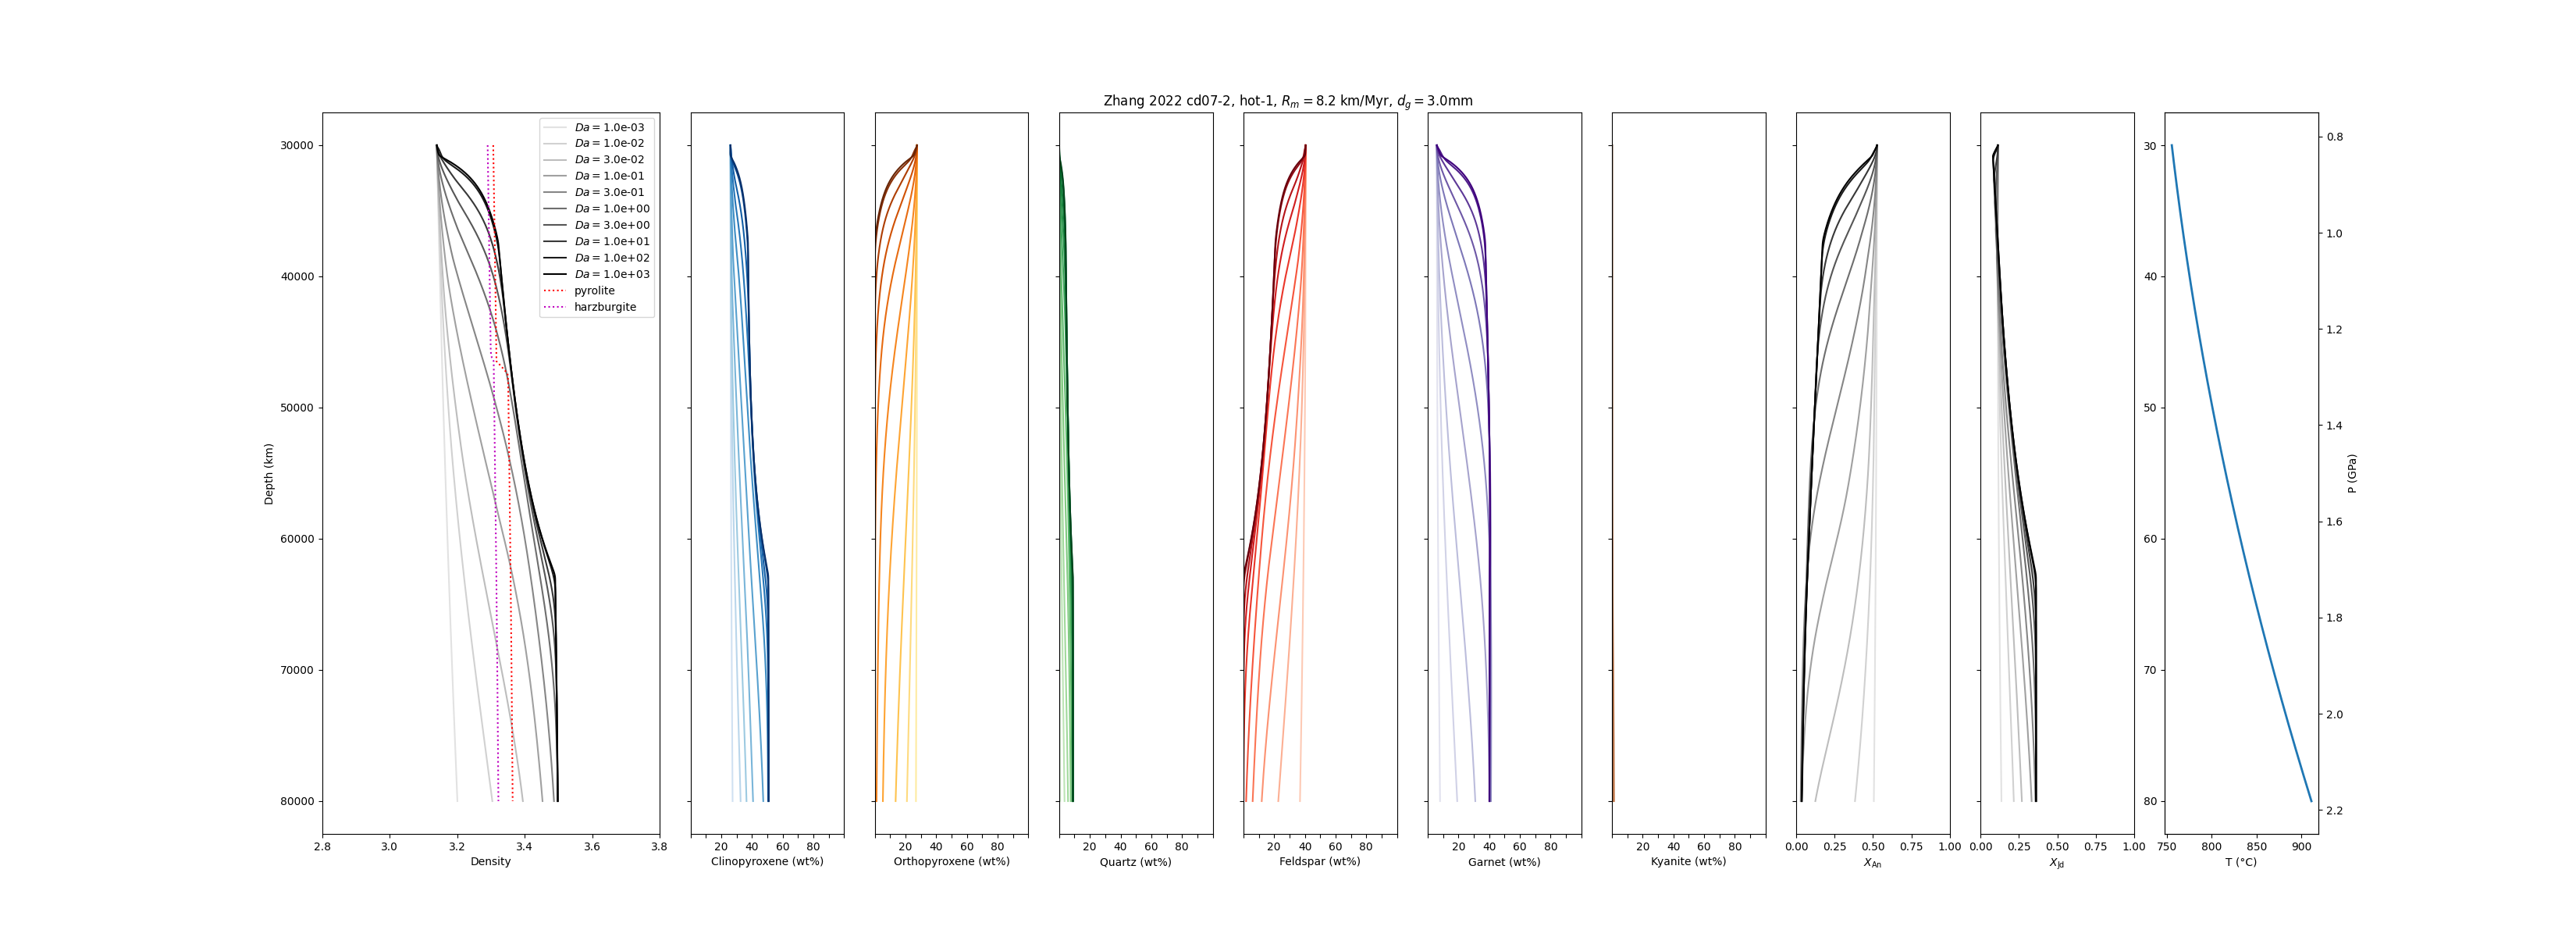 Zhang 2022 cd07-2, hot-1, Rm = 8.2 km/Myr, dg = 3.0mm
Da = 1.0e-03
Da = 1.0e-02
Da = 3.0e-02
Da = 1.0e-01
Da = 3.0e-01
Da = 1.0e+00
Da = 3.0e+00
Da = 1.0e+01
Da = 1.0e+02
Da = 1.0e+03
pyrolite
harzburgite
Depth (km)
30000
40000
50000
60000
70000
80000
2.8 3.0 3.2 3.4 3.6 3.8
Density
20 40 60 80
Clinopyroxene (wt%)
20 40 60 80
Orthopyroxene (wt%)
20 40 60 80
Quartz (wt%)
20 40 60 80
Feldspar (wt%)
20 40 60 80
Garnet (wt%)
20 40 60 80
Kyanite (wt%)
0.00 0.25 0.50 0.75 1.00
XAn
0.00 0.25 0.50 0.75 1.00
XJd
30
40
50
60
70
80
750 800 850 900
T (°C)
0.8
1.0
1.2
1.4
1.6
1.8
2.0
2.2
P (GPa)